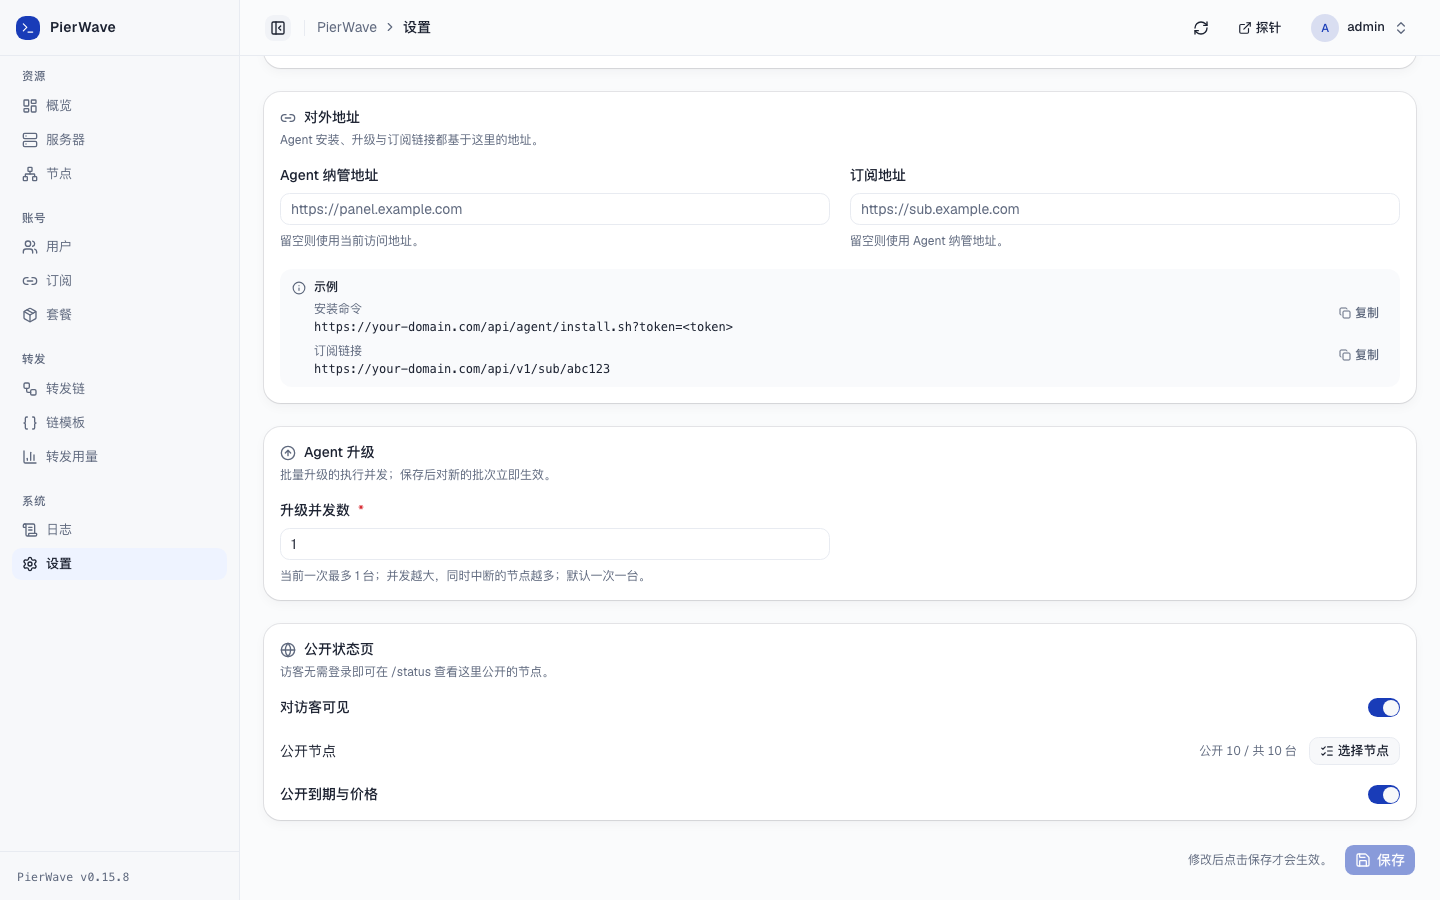 PierWave
PierWave > 设置
探针
A
admin
资源
概览
服务器
节点
账号
用户
订阅
套餐
转发
转发链
链模板
转发用量
系统
日志
设置
PierWave v0.15.8
对外地址
Agent 安装、升级与订阅链接都基于这里的地址。
Agent 纳管地址
https://panel.example.com
留空则使用当前访问地址。
订阅地址
https://sub.example.com
留空则使用 Agent 纳管地址。
示例
安装命令
https://your-domain.com/api/agent/install.sh?token=<token>
复制
订阅链接
https://your-domain.com/api/v1/sub/abc123
复制
Agent 升级
批量升级的执行并发；保存后对新的批次立即生效。
升级并发数 *
1
当前一次最多 1 台；并发越大，同时中断的节点越多；默认一次一台。
公开状态页
访客无需登录即可在 /status 查看这里公开的节点。
对访客可见
公开节点
公开 10 / 共 10 台
选择节点
公开到期与价格
修改后点击保存才会生效。
保存